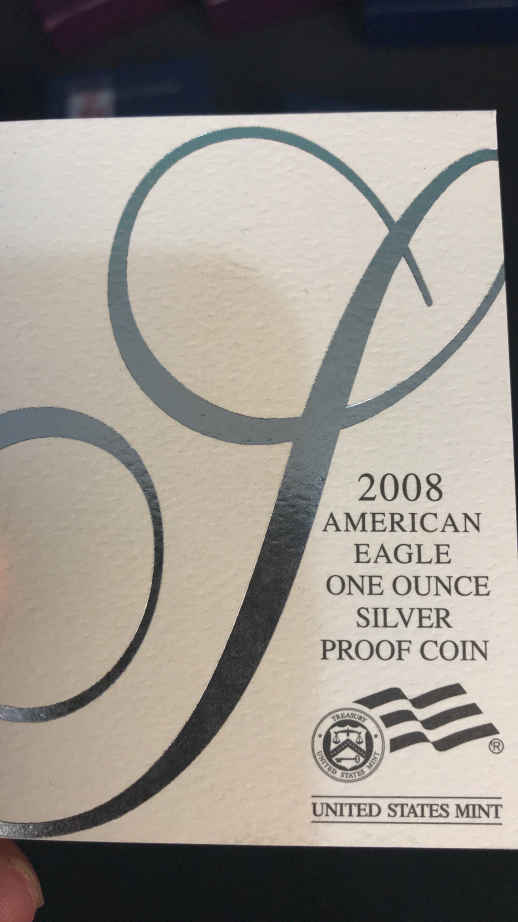 2008
AMERICAN
EAGLE
ONE OUNCE
SILVER
PROOF COIN
TREASURY
UNITED STATES MINT
®
UNITED STATES MINT